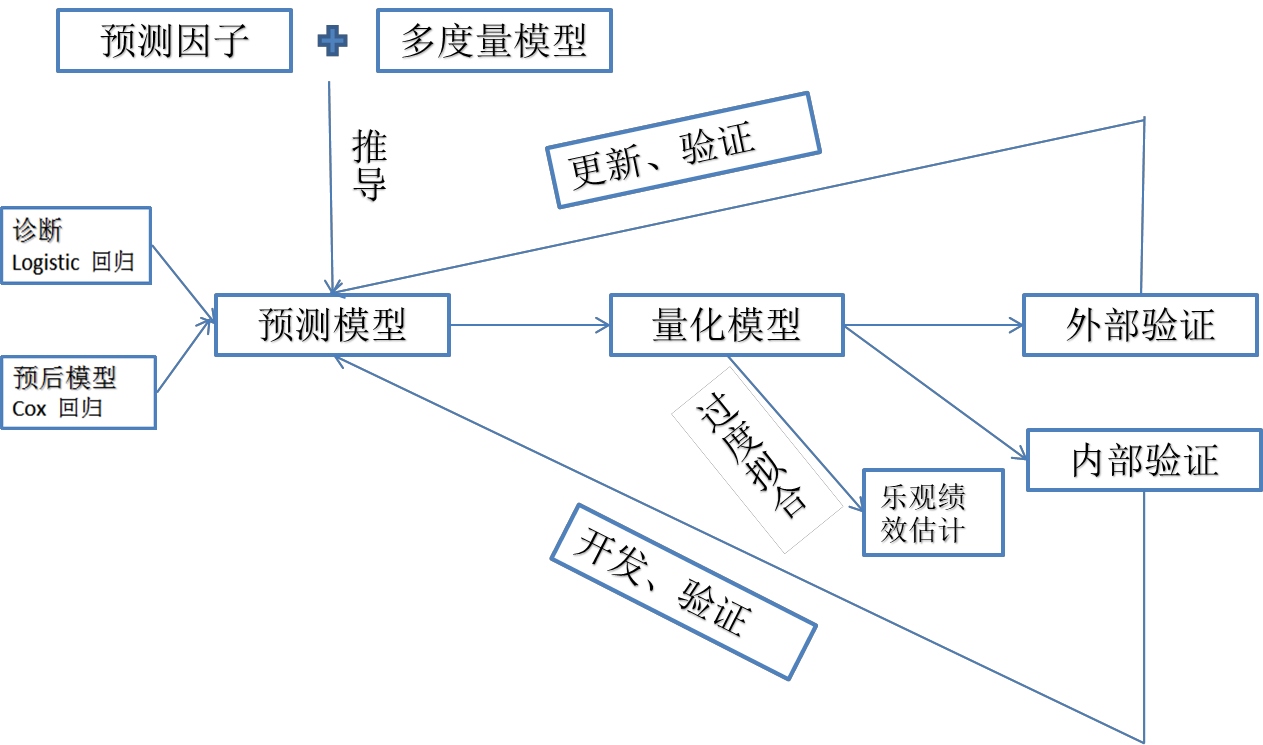 预测因子
多度量模型
推导
更新、验证
诊断
Logistic 回归
预测模型
量化模型
外部验证
预后模型
Cox 回归
过度拟合
内部验证
乐观绩
效估计
开发、验证